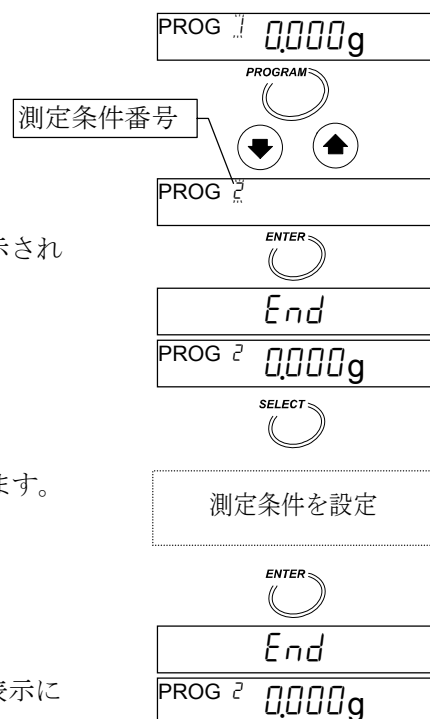 PROG 1 0.000g
PROGRAM
測定条件番号
PROG 2
ENTER
示され
End
PROG 2 0.000g
SELECT
ます。
測定条件を設定
ENTER
End
表示に
PROG 2 0.000g